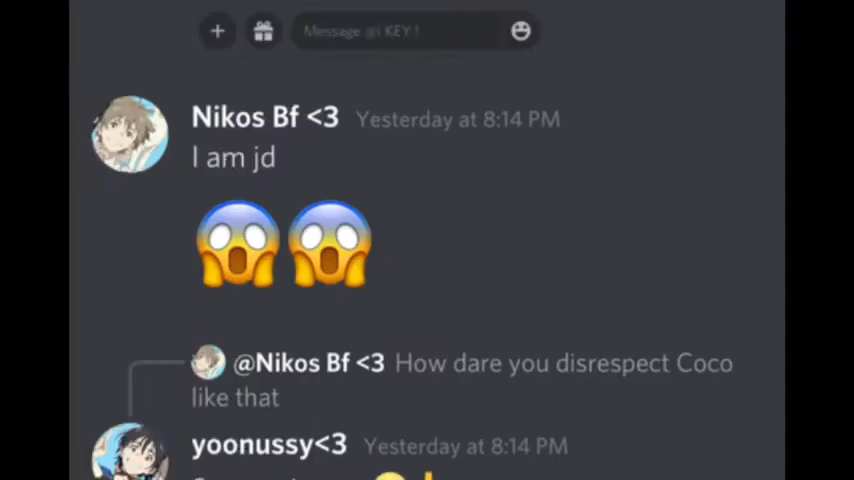 Message @i KEY !
Nikos Bf <3 Yesterday at 8:14 PM
I am jd
@Nikos Bf <3 How dare you disrespect Coco
like that
yoonussy<3 Yesterday at 8:14 PM